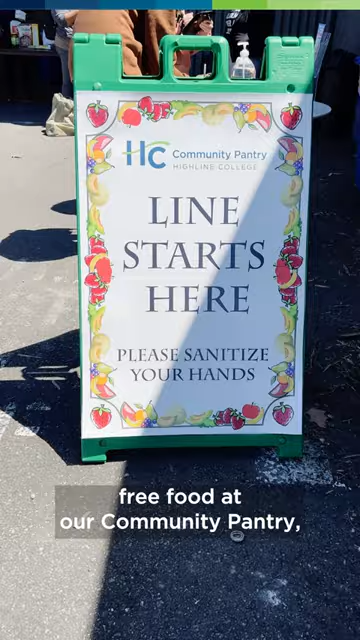 HC Community Pantry
HIGHLINE COLLEGE
LINE
STARTS
HERE
PLEASE SANITIZE
YOUR HANDS
free food at
our Community Pantry,